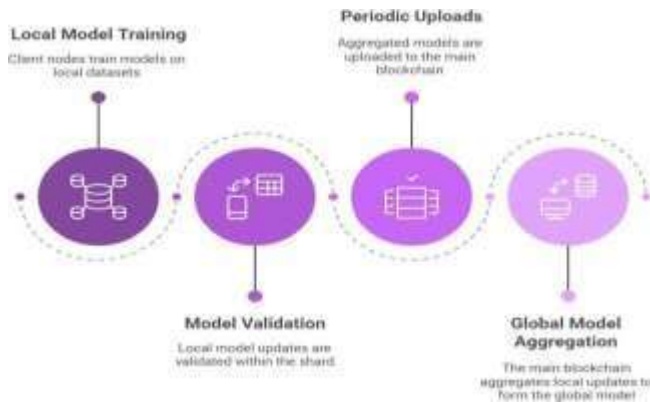 Local Model Training
Client nodes train models on
local datasets
Model Validation
Local model updates are
validated within the shard.
Periodic Uploads
Aggregated models are
uploaded to the main
blockchain
Global Model
Aggregation
The main blockchain
aggregates local updates to
form the global model